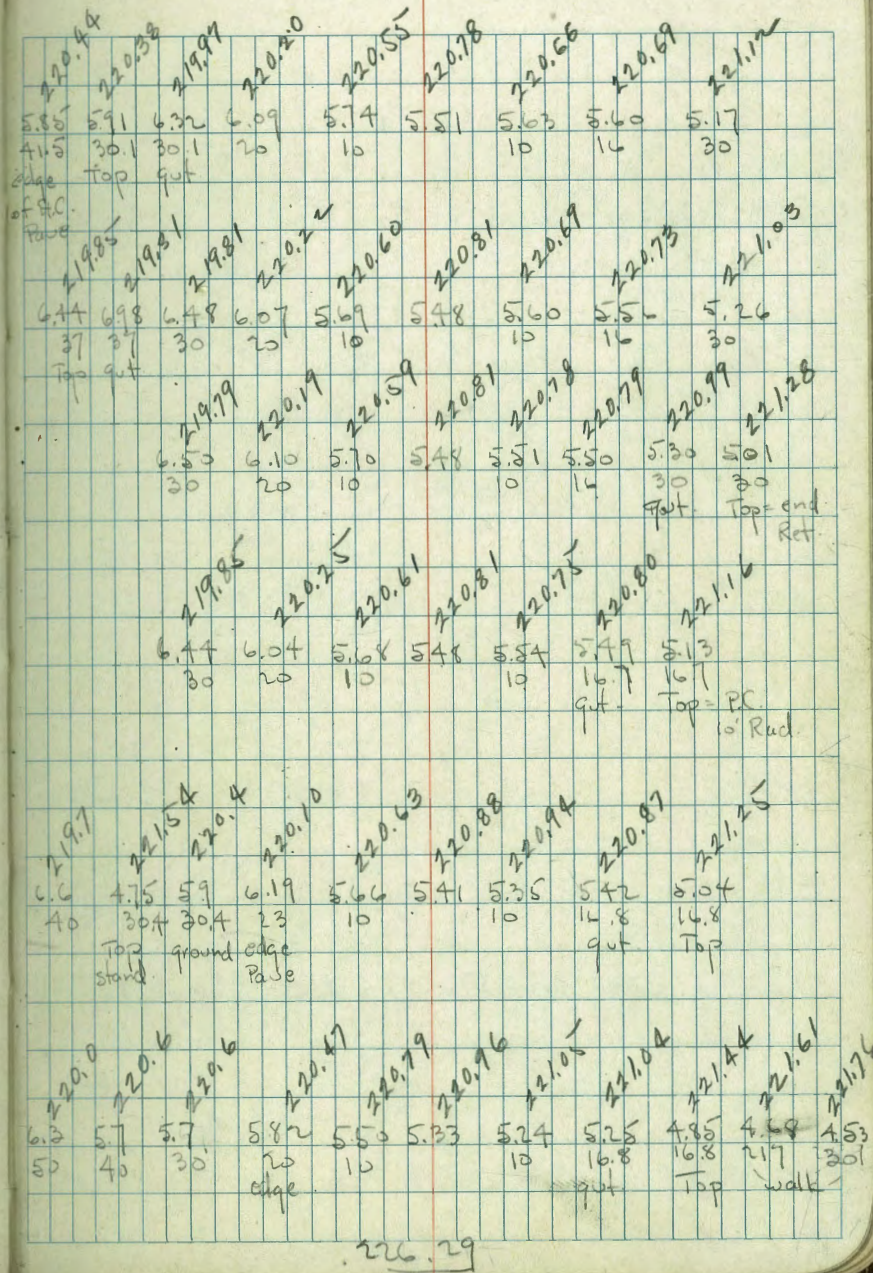 220.44 220.38 219.97 220.20 220.55 220.78 220.66 220.69 221.12
5.85 5.91 6.32 6.09 5.74 5.51 5.63 5.60 5.17
41.5 30.1 30.1 20 10 10 16 30
edge Top gut
of A.C.
Pave
219.85 219.31 219.81 220.22 220.60 220.81 220.69 220.73 221.03
6.44 6.98 6.48 6.07 5.69 5.48 5.60 5.56 5.26
37 37 30 20 10 10 16 30
Top gut
219.79 220.19 220.59 220.81 220.78 220.79 220.99 221.28
6.50 6.10 5.70 5.48 5.51 5.50 5.30 5.01
30 20 10 10 16 30 30
gut Top = end
Ret.
219.85 220.25 220.61 220.81 220.75 220.80 221.16
6.44 6.04 5.68 5.48 5.54 5.49 5.13
30 20 10 10 16.7 16.7
gut - Top = P.C.
10' Rad.
219.7 221.54 220.4 220.10 220.63 220.88 220.94 220.87 221.25
6.6 4.75 5.9 6.19 5.66 5.41 5.35 5.42 5.04
40 30.4 30.4 23 10 10 16.8 16.8
Top ground edge gut Top
stand. Pave
220.0 220.6 220.6 220.47 220.79 220.96 221.05 221.04 221.44 221.61 221.76
6.3 5.7 5.7 5.82 5.50 5.33 5.24 5.25 4.85 4.68 4.53
50 40 30 20 10 10 16.8 16.8 21.7 30.1
edge gut Top walk
226.29